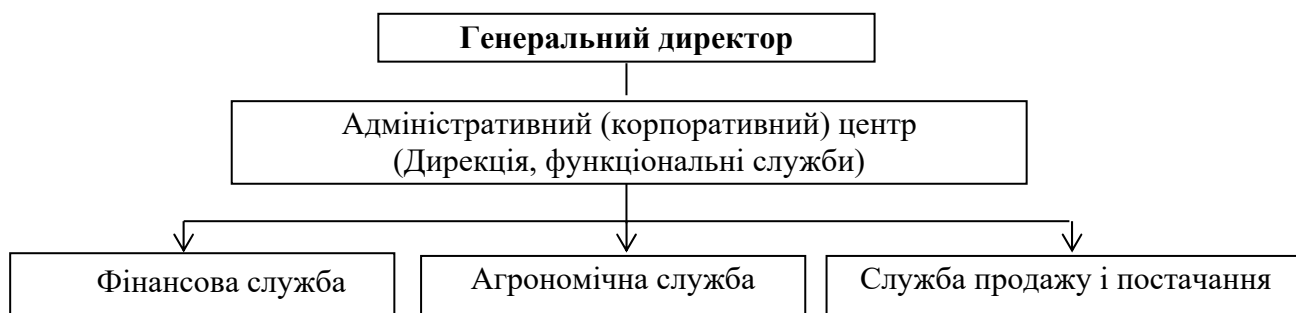 Генеральний директор
Адміністративний (корпоративний) центр
(Дирекція, функціональні служби)
Фінансова служба
Агрономічна служба
Служба продажу і постачання